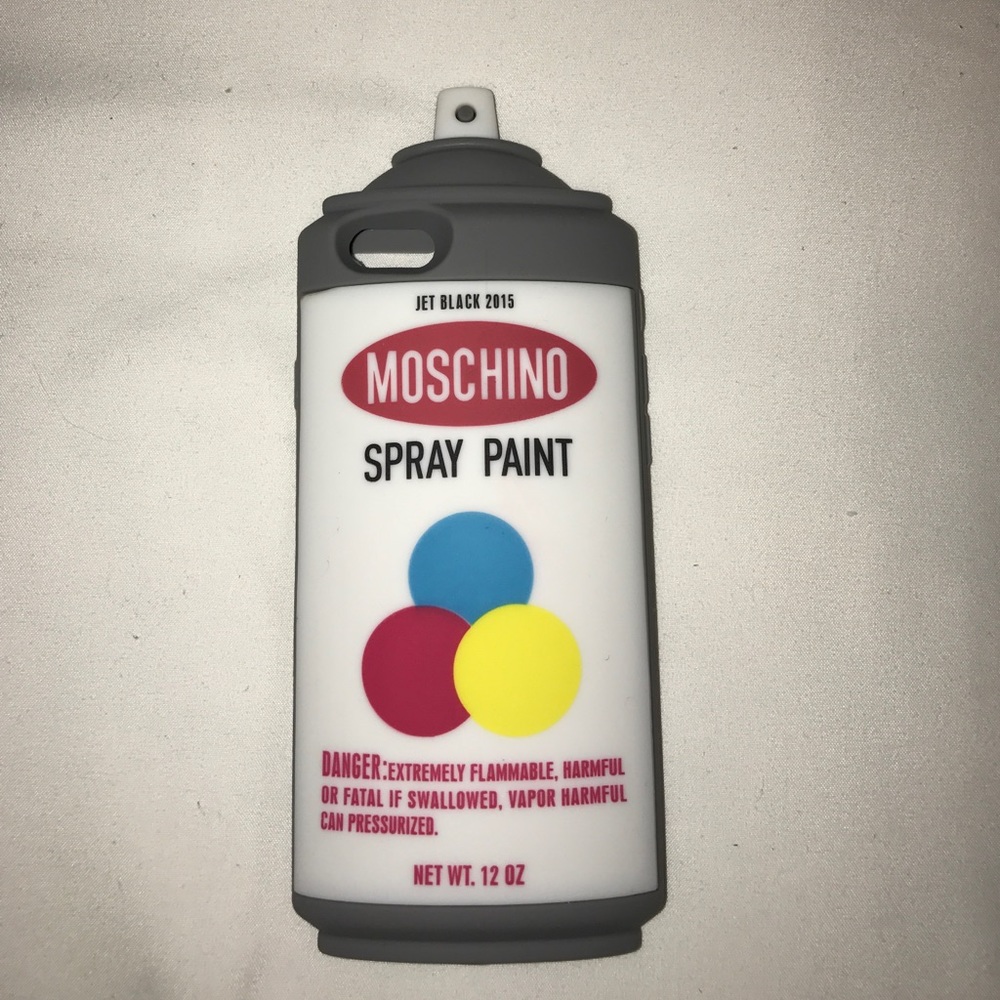 JET BLACK 2015
MOSCHINO
SPRAY PAINT
DANGER:EXTREMELY FLAMMABLE, HARMFUL
OR FATAL IF SWALLOWED, VAPOR HARMFUL
CAN PRESSURIZED.
NET WT. 12 OZ